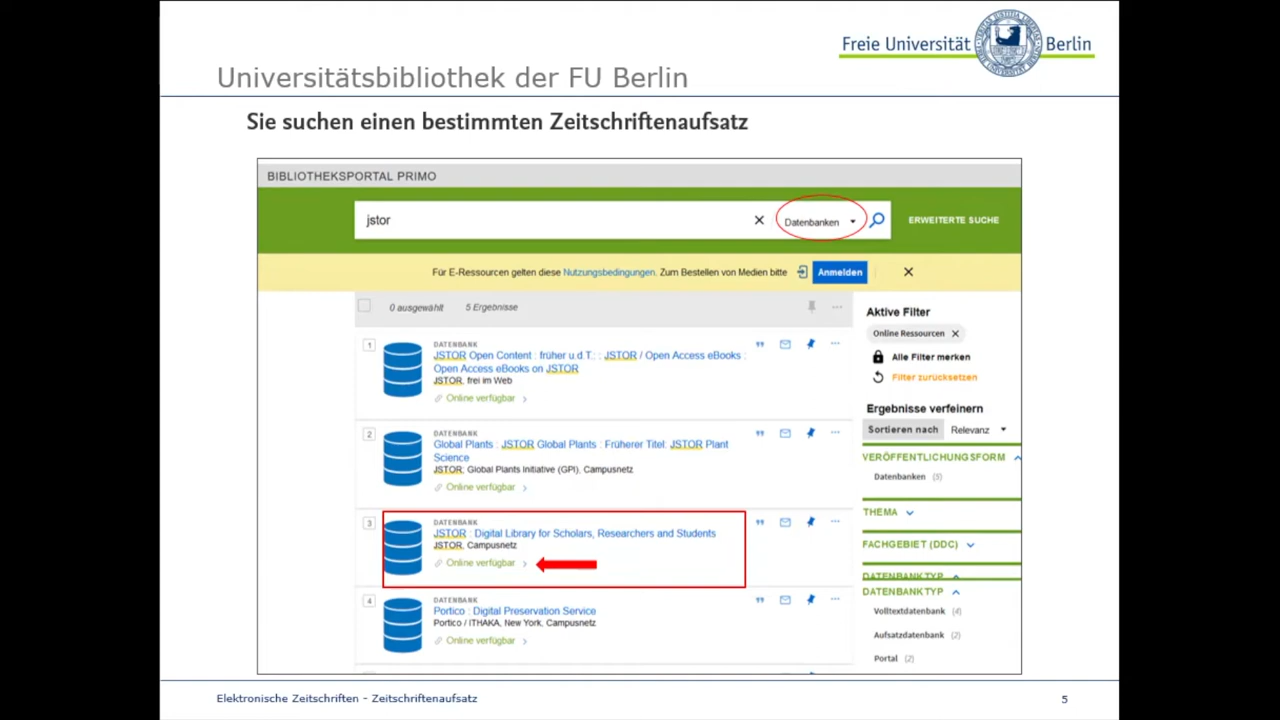 Freie Universität Berlin
Universitätsbibliothek der FU Berlin
Sie suchen einen bestimmten Zeitschriftenaufsatz
BIBLIOTHEKSPORTAL PRIMO
jstor
Datenbanken
ERWEITERTE SUCHE
Für E-Ressourcen gelten diese Nutzungsbedingungen. Zum Bestellen von Medien bitte Anmelden
0 ausgewählt 5 Ergebnisse
1
DATENBANK
JSTOR Open Content : früher u.d.T.: : JSTOR / Open Access eBooks :
Open Access eBooks on JSTOR
JSTOR, frei im Web
Online verfügbar
2
DATENBANK
Global Plants : JSTOR Global Plants : Früherer Titel: JSTOR Plant
Science
JSTOR; Global Plants Initiative (GPI), Campusnetz
Online verfügbar
3
DATENBANK
JSTOR : Digital Library for Scholars, Researchers and Students
JSTOR, Campusnetz
Online verfügbar
4
DATENBANK
Portico : Digital Preservation Service
Portico / ITHAKA, New York, Campusnetz
Online verfügbar
Aktive Filter
Online Ressourcen
Alle Filter merken
Filter zurücksetzen
Ergebnisse verfeinern
Sortieren nach Relevanz
VERÖFFENTLICHUNGSFORM
Datenbanken (5)
THEMA
FACHGEBIET (DDC)
DATENBANKTYP
DATENBANKTYP
Volltextdatenbank (4)
Aufsatzdatenbank (2)
Portal (2)
Elektronische Zeitschriften - Zeitschriftenaufsatz
5